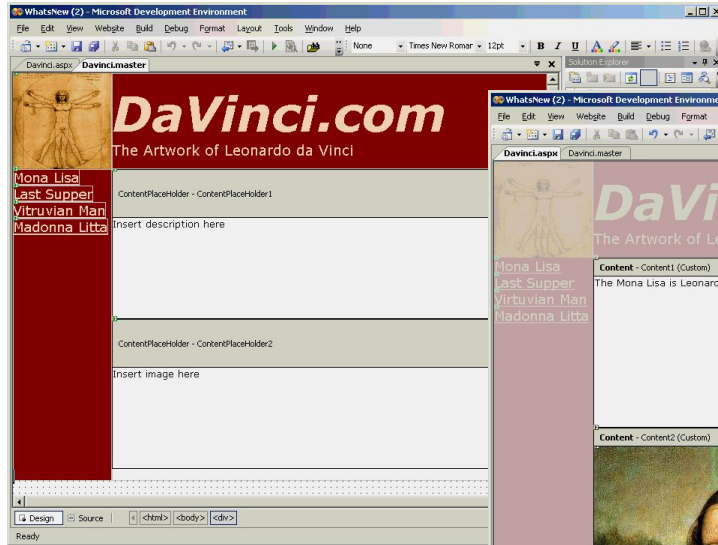 WhatsNew (2) - Microsoft Development Environment
File Edit View Website Build Debug Format Layout Tools Window Help
None Times New Romar 12pt B I U A
Davinci.aspx Davinci.master
Solution Explorer
DaVinci.com
The Artwork of Leonardo da Vinci
Mona Lisa
Last Supper
Vitruvian Man
Madonna Litta
ContentPlaceHolder - ContentPlaceHolder1
Insert description here
ContentPlaceHolder - ContentPlaceHolder2
Insert image here
Design Source <html> <body> <div>
Ready
WhatsNew (2) - Microsoft Development Environme
File Edit View Website Build Debug Format
Davinci.aspx Davinci.master
DaVi
The Artwork of Le
Mona Lisa
Last Supper
Virtuvian Man
Madonna Litta
Content - Content1 (Custom)
The Mona Lisa is Leonard
Content - Content2 (Custom)